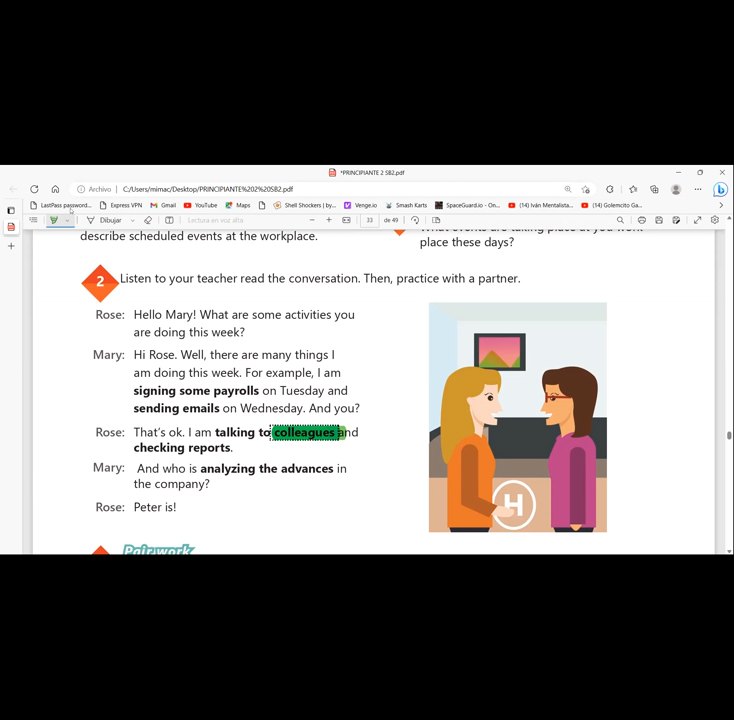 *PRINCIPIANTE 2 SB2.pdf
Archivo | C:/Users/mimac/Desktop/PRINCIPIANTE%202%20SB2.pdf
LastPass password... Express VPN Gmail YouTube Maps Shell Shockers | by... Venge.io Smash Karts SpaceGuard.io - On... (14) Iván Mentalista... (14) Golemcito Ga...
Dibujar Lectura en voz alta 33 de 49
describe scheduled events at the workplace.
place these days?
2 Listen to your teacher read the conversation. Then, practice with a partner.
Rose: Hello Mary! What are some activities you
are doing this week?
Mary: Hi Rose. Well, there are many things I
am doing this week. For example, I am
signing some payrolls on Tuesday and
sending emails on Wednesday. And you?
Rose: That's ok. I am talking to colleagues and
checking reports.
Mary: And who is analyzing the advances in
the company?
Rose: Peter is!
H
Pair work